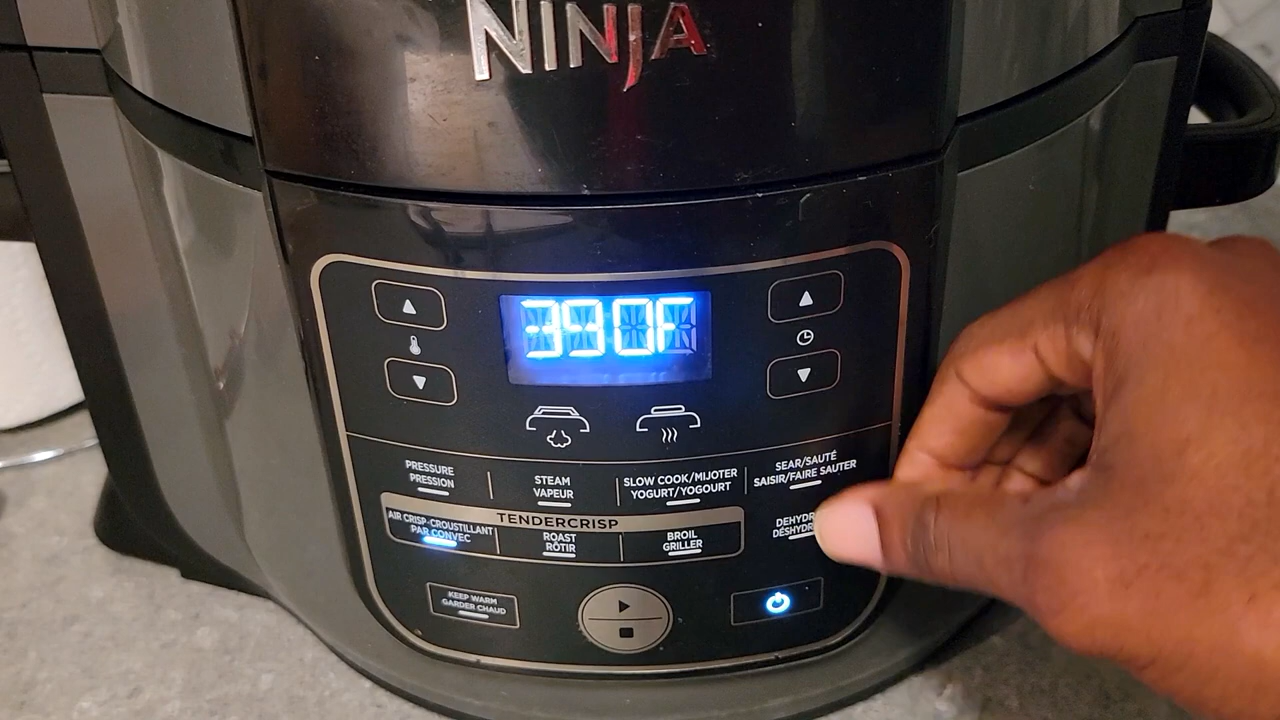 NINJA
390F
PRESSURE
PRESSION
STEAM
VAPEUR
SLOW COOK/MIJOTER
YOGURT/YOGOURT
SEAR/SAUTÉ
SAISIR/FAIRE SAUTER
TENDERCRISP
AIR CRISP-CROUSTILLANT
PAR CONVEC
ROAST
RÔTIR
BROIL
GRILLER
KEEP WARM
GARDER CHAUD